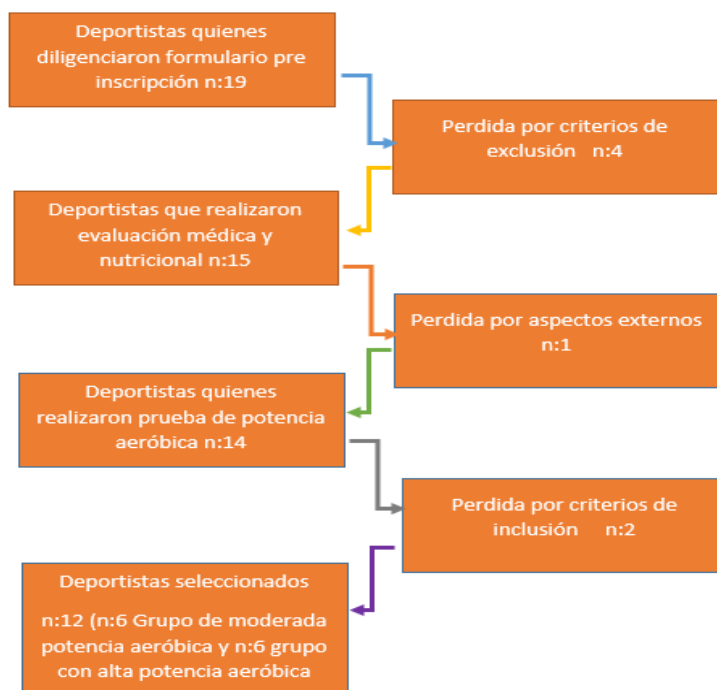 Deportistas quienes
diligenciaron formulario pre
inscripción n:19
Perdida por criterios de
exclusión n:4
Deportistas que realizaron
evaluación médica y
nutricional n:15
Perdida por aspectos externos
n:1
Deportistas quienes
realizaron prueba de potencia
aeróbica n:14
Perdida por criterios de
inclusión n:2
Deportistas seleccionados
n:12 (n:6 Grupo de moderada
potencia aeróbica y n:6 grupo
con alta potencia aeróbica